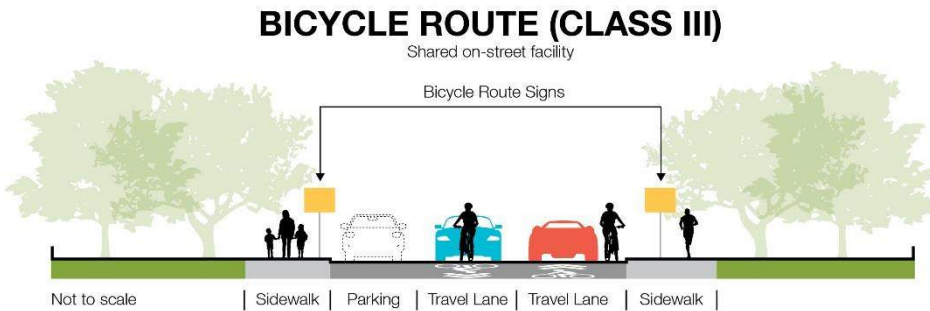 BICYCLE ROUTE (CLASS III)
Shared on-street facility
Bicycle Route Signs
Not to scale
Sidewalk
Parking
Travel Lane
Travel Lane
Sidewalk